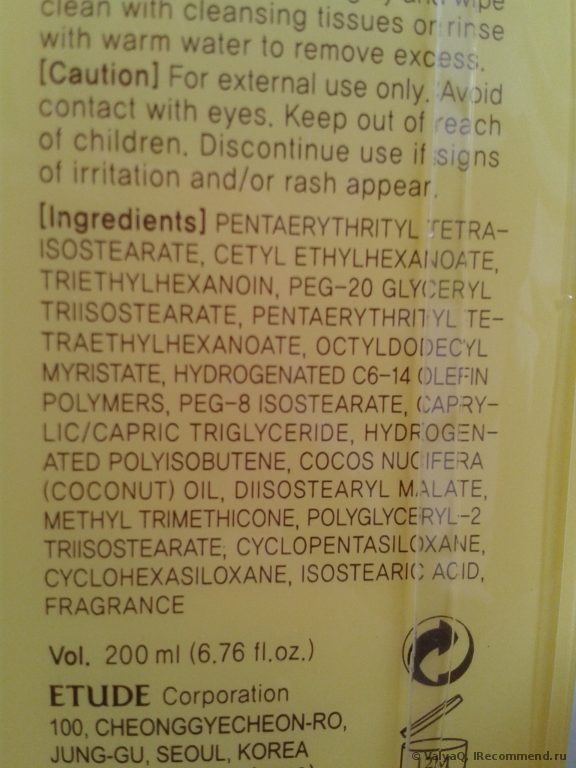 clean with cleansing tissues or rinse
with warm water to remove excess.
[Caution] For external use only. Avoid
contact with eyes. Keep out of reach
of children. Discontinue use if signs
of irritation and/or rash appear.
[Ingredients] PENTAERYTHRITYL TETRA-
ISOSTEARATE, CETYL ETHYLHEXANOATE,
TRIETHYLHEXANOIN, PEG-20 GLYCERYL
TRIISOSTEARATE, PENTAERYTHRITYL TE-
TRAETHYLHEXANOATE, OCTYLDODECYL
MYRISTATE, HYDROGENATED C6-14 OLEFIN
POLYMERS, PEG-8 ISOSTEARATE, CAPRY-
LIC/CAPRIC TRIGLYCERIDE, HYDROGEN-
ATED POLYISOBUTENE, COCOS NUCIFERA
(COCONUT) OIL, DIISOSTEARYL MALATE,
METHYL TRIMETHICONE, POLYGLYCERYL-2
TRIISOSTEARATE, CYCLOPENTASILOXANE,
CYCLOHEXASILOXANE, ISOSTEARIC ACID,
FRAGRANCE
Vol. 200 ml (6.76 fl.oz.)
ETUDE Corporation
100, CHEONGGYECHEON-RO,
JUNG-GU, SEOUL, KOREA
12M
© ValyaQ, IRecommend.ru